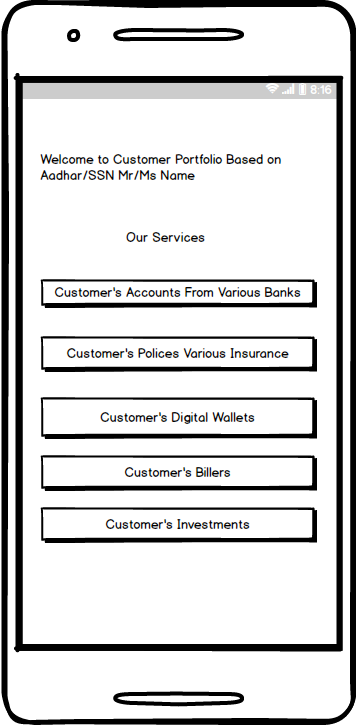 8:16
Welcome to Customer Portfolio Based on
Aadhar/SSN Mr/Ms Name
Our Services
Customer's Accounts From Various Banks
Customer's Polices Various Insurance
Customer's Digital Wallets
Customer's Billers
Customer's Investments